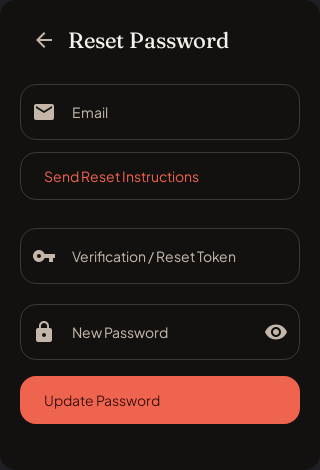 Reset Password
Email
Send Reset Instructions
Verification / Reset Token
New Password
Update Password